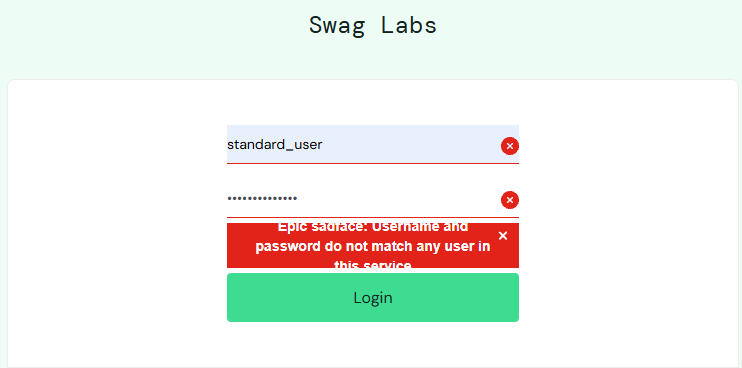 Swag Labs
standard_user
••••••••••••••
Epic sadface: Username and
password do not match any user in
this service
Login